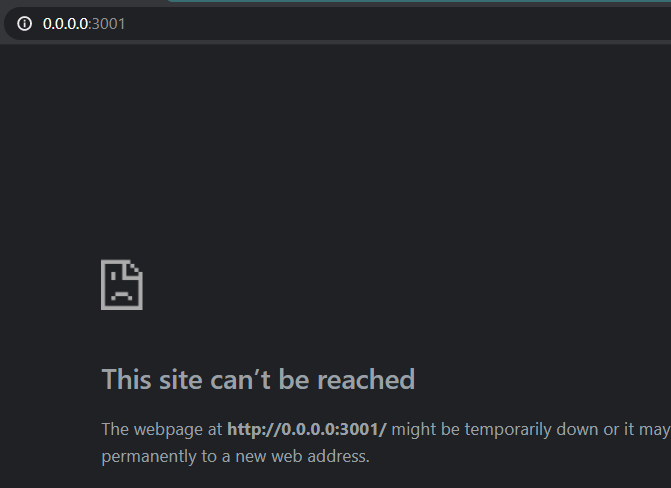 0.0.0.0:3001
This site can’t be reached
The webpage at http://0.0.0.0:3001/ might be temporarily down or it may
permanently to a new web address.